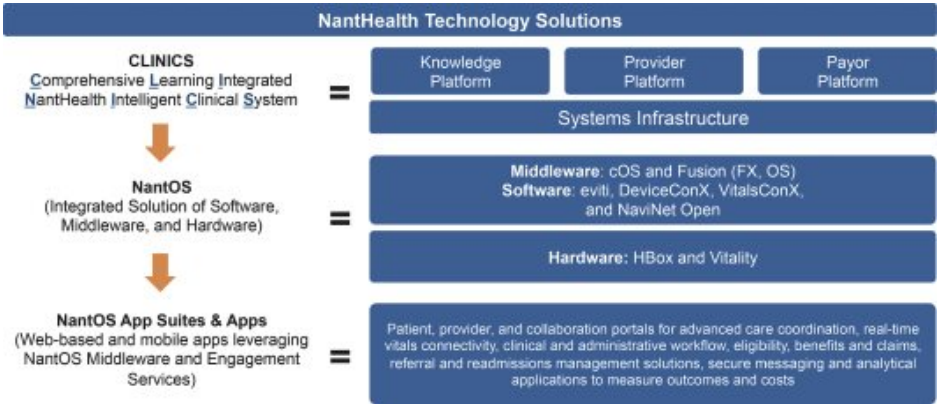 NantHealth Technology Solutions
CLINICS
Comprehensive Learning Integrated
NantHealth Intelligent Clinical System
=
Knowledge
Platform
Provider
Platform
Payor
Platform
Systems Infrastructure
NantOS
(Integrated Solution of Software,
Middleware, and Hardware)
=
Middleware: cOS and Fusion (FX, OS)
Software: eviti, DeviceConX, VitalsConX,
and NaviNet Open
Hardware: HBox and Vitality
NantOS App Suites & Apps
(Web-based and mobile apps leveraging
NantOS Middleware and Engagement
Services)
=
Patient, provider, and collaboration portals for advanced care coordination, real-time
vitals connectivity, clinical and administrative workflow, eligibility, benefits and claims,
referral and readmissions management solutions, secure messaging and analytical
applications to measure outcomes and costs